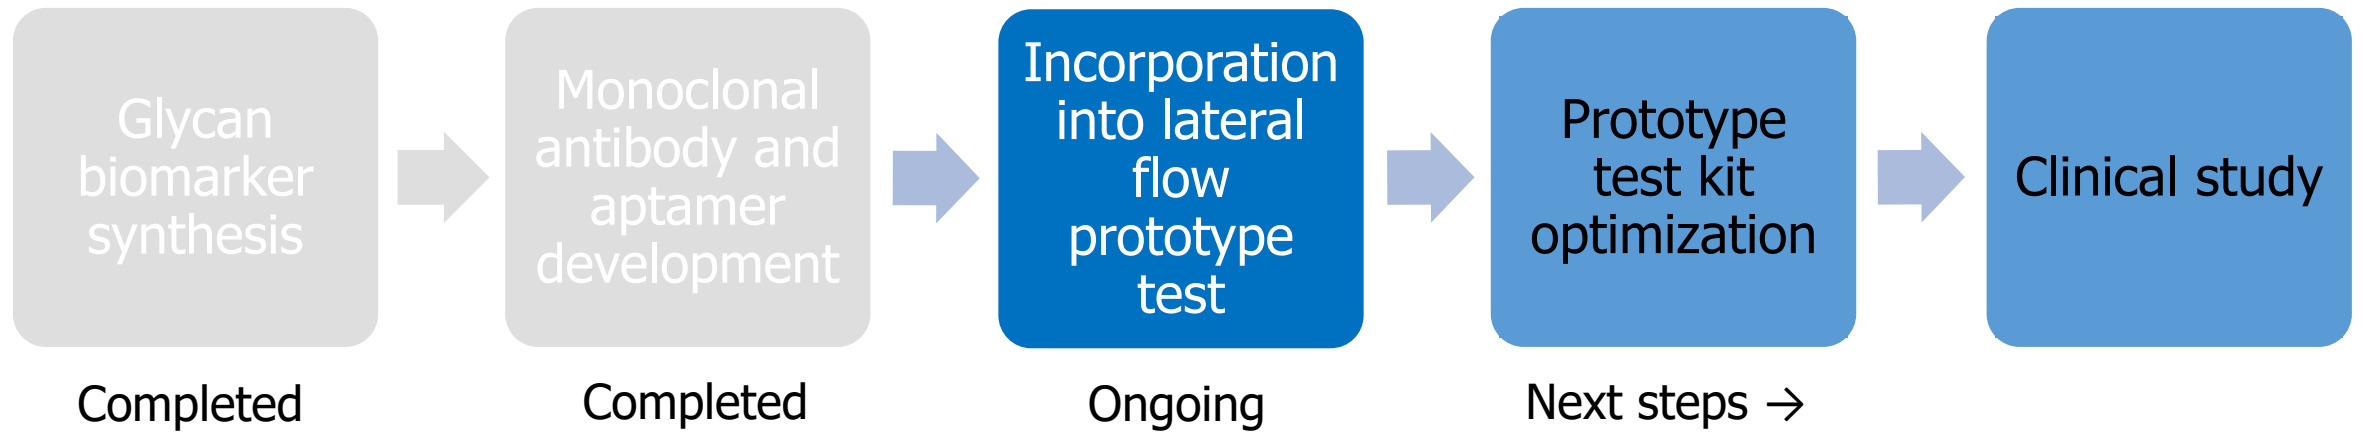 Glycan
biomarker
synthesis
Monoclonal
antibody and
aptamer
development
Incorporation
into lateral
flow
prototype
test
Prototype
test kit
optimization
Clinical study
Completed
Completed
Ongoing
Next steps →